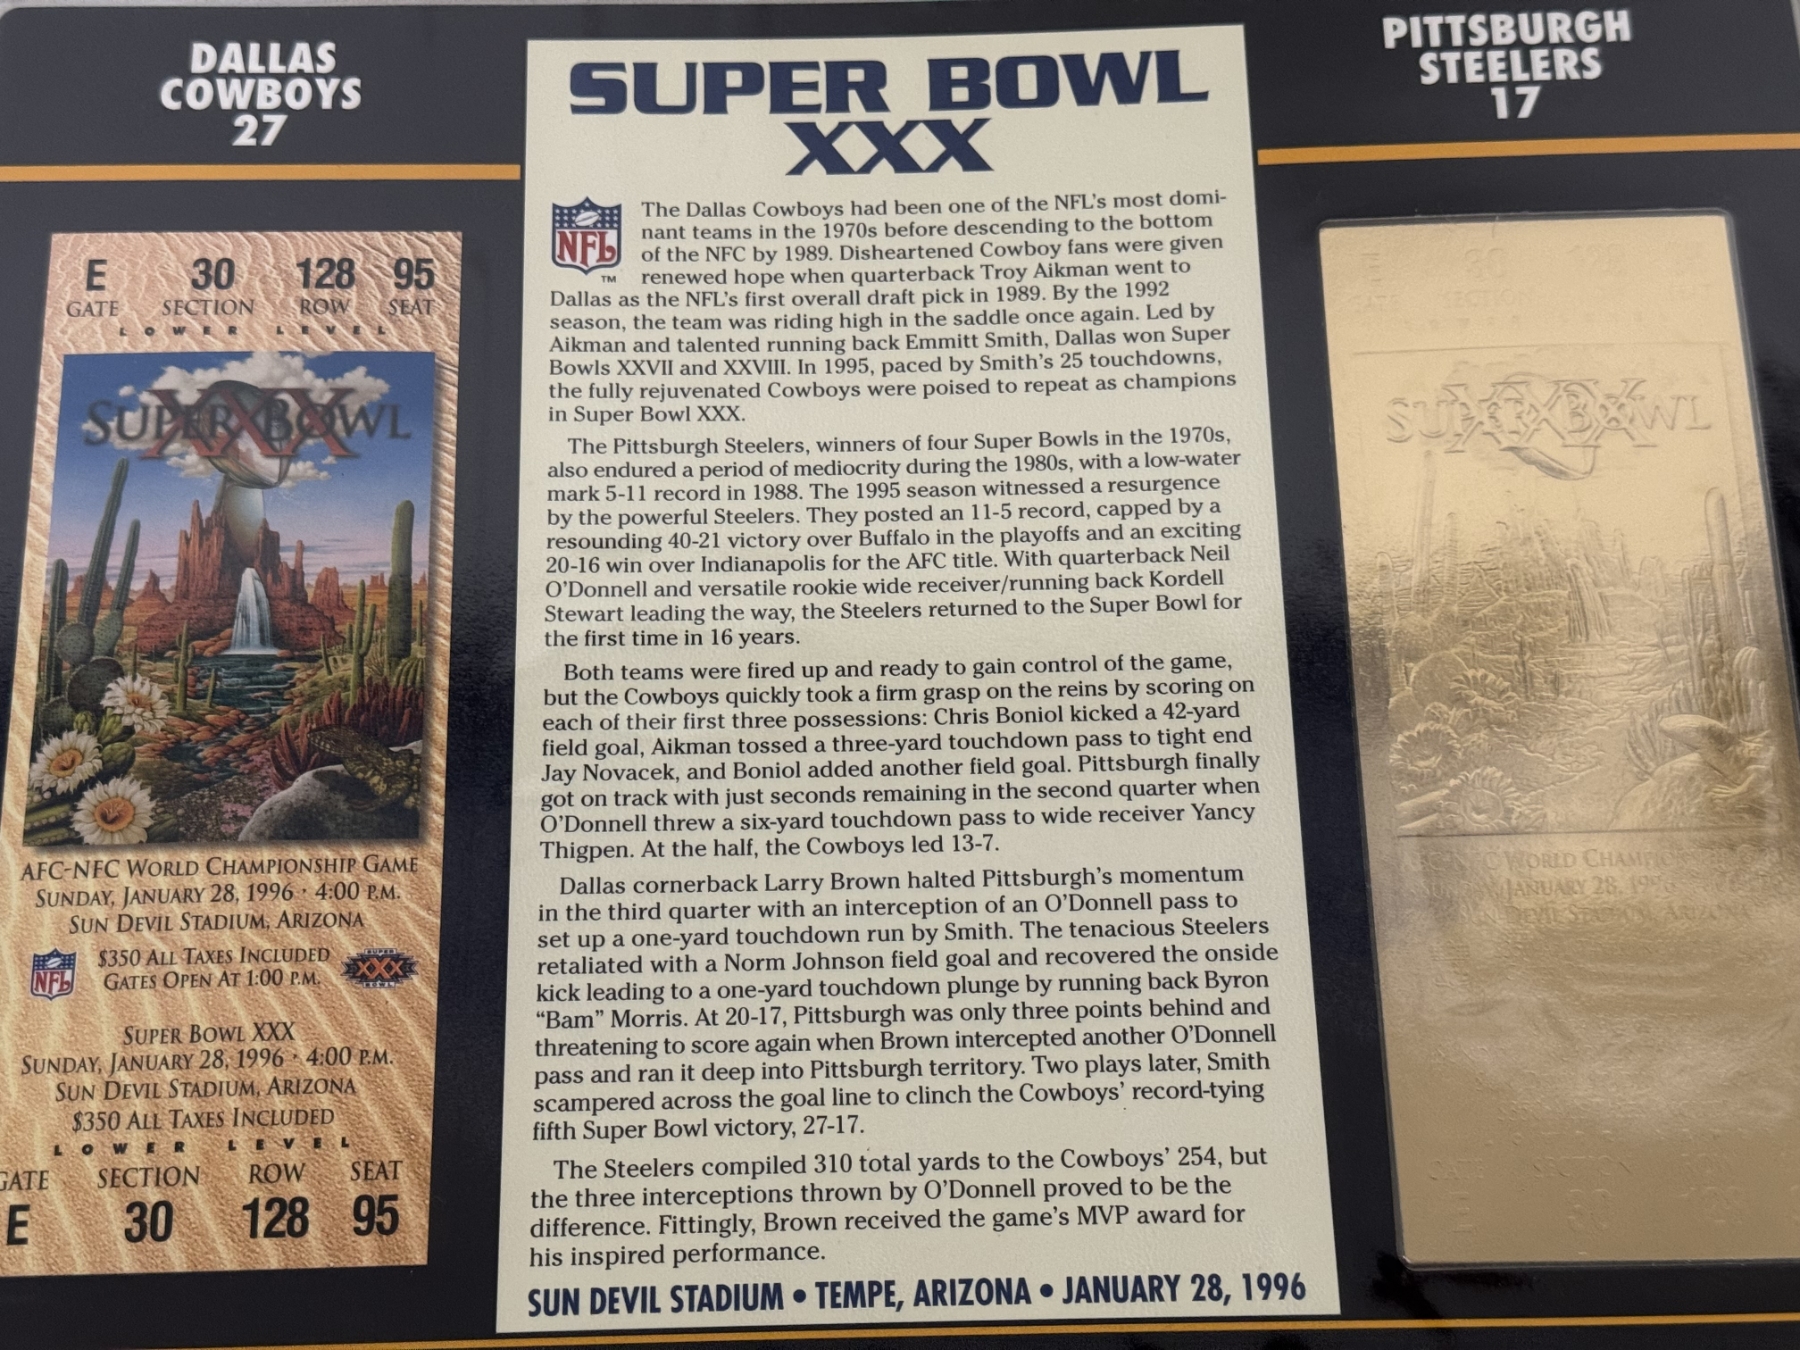 DALLAS
COWBOYS
27
E 30 128 95
GATE SECTION ROW SEAT
LOWER LEVEL
XXX
SUPER BOWL
AFC-NFC WORLD CHAMPIONSHIP GAME
SUNDAY, JANUARY 28, 1996 · 4:00 P.M.
SUN DEVIL STADIUM, ARIZONA
NFL
$350 ALL TAXES INCLUDED
GATES OPEN AT 1:00 P.M.
SUPER
XXX
BOWL
SUPER BOWL XXX
SUNDAY, JANUARY 28, 1996 · 4:00 P.M.
SUN DEVIL STADIUM, ARIZONA
$350 ALL TAXES INCLUDED
LOWER LEVEL
GATE SECTION ROW SEAT
E 30 128 95
SUPER BOWL
XXX
NFL
™
The Dallas Cowboys had been one of the NFL's most domi-
nant teams in the 1970s before descending to the bottom
of the NFC by 1989. Disheartened Cowboy fans were given
renewed hope when quarterback Troy Aikman went to
Dallas as the NFL's first overall draft pick in 1989. By the 1992
season, the team was riding high in the saddle once again. Led by
Aikman and talented running back Emmitt Smith, Dallas won Super
Bowls XXVII and XXVIII. In 1995, paced by Smith's 25 touchdowns,
the fully rejuvenated Cowboys were poised to repeat as champions
in Super Bowl XXX.
The Pittsburgh Steelers, winners of four Super Bowls in the 1970s,
also endured a period of mediocrity during the 1980s, with a low-water
mark 5-11 record in 1988. The 1995 season witnessed a resurgence
by the powerful Steelers. They posted an 11-5 record, capped by a
resounding 40-21 victory over Buffalo in the playoffs and an exciting
20-16 win over Indianapolis for the AFC title. With quarterback Neil
O'Donnell and versatile rookie wide receiver/running back Kordell
Stewart leading the way, the Steelers returned to the Super Bowl for
the first time in 16 years.
Both teams were fired up and ready to gain control of the game,
but the Cowboys quickly took a firm grasp on the reins by scoring on
each of their first three possessions: Chris Boniol kicked a 42-yard
field goal, Aikman tossed a three-yard touchdown pass to tight end
Jay Novacek, and Boniol added another field goal. Pittsburgh finally
got on track with just seconds remaining in the second quarter when
O'Donnell threw a six-yard touchdown pass to wide receiver Yancy
Thigpen. At the half, the Cowboys led 13-7.
Dallas cornerback Larry Brown halted Pittsburgh's momentum
in the third quarter with an interception of an O'Donnell pass to
set up a one-yard touchdown run by Smith. The tenacious Steelers
retaliated with a Norm Johnson field goal and recovered the onside
kick leading to a one-yard touchdown plunge by running back Byron
“Bam” Morris. At 20-17, Pittsburgh was only three points behind and
threatening to score again when Brown intercepted another O'Donnell
pass and ran it deep into Pittsburgh territory. Two plays later, Smith
scampered across the goal line to clinch the Cowboys' record-tying
fifth Super Bowl victory, 27-17.
The Steelers compiled 310 total yards to the Cowboys' 254, but
the three interceptions thrown by O'Donnell proved to be the
difference. Fittingly, Brown received the game's MVP award for
his inspired performance.
SUN DEVIL STADIUM • TEMPE, ARIZONA • JANUARY 28, 1996
PITTSBURGH
STEELERS
17
XXX
SUPER BOWL
WORLD
JANUARY 28, 1996
DEVIL
SECTION